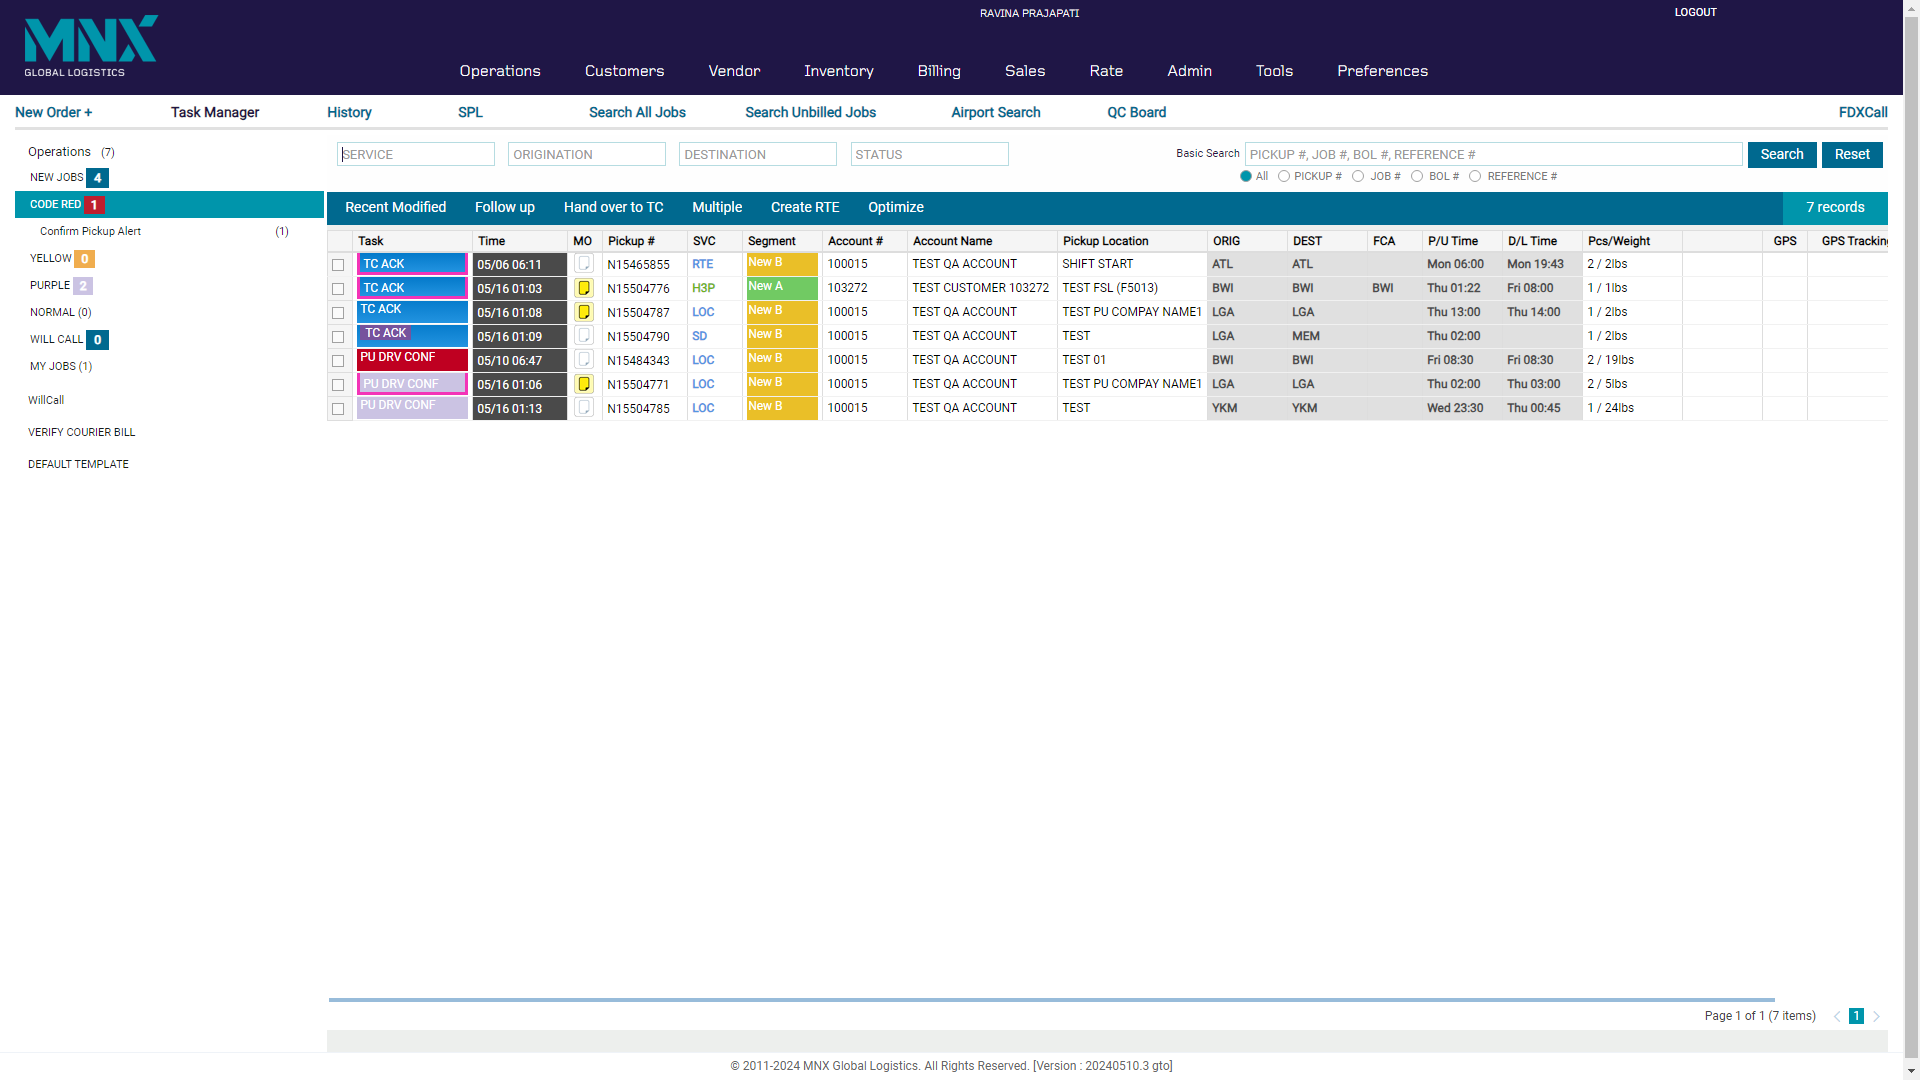 MNX
GLOBAL LOGISTICS
RAVINA PRAJAPATI
LOGOUT
Operations Customers Vendor Inventory Billing Sales Rate Admin Tools Preferences
New Order + Task Manager History SPL Search All Jobs Search Unbilled Jobs Airport Search QC Board FDXCall
Operations (7)
NEW JOBS 4
CODE RED 1
Confirm Pickup Alert (1)
YELLOW 0
PURPLE 2
NORMAL (0)
WILL CALL 0
MY JOBS (1)
WillCall
VERIFY COURIER BILL
DEFAULT TEMPLATE
SERVICE ORIGINATION DESTINATION STATUS Basic Search PICKUP #, JOB #, BOL #, REFERENCE # Search Reset
All PICKUP # JOB # BOL # REFERENCE #
Recent Modified Follow up Hand over to TC Multiple Create RTE Optimize 7 records
Task Time MO Pickup # SVC Segment Account # Account Name Pickup Location ORIG DEST FCA P/U Time D/L Time Pcs/Weight GPS GPS Tracking
TC ACK 05/06 06:11 N15465855 RTE New B 100015 TEST QA ACCOUNT SHIFT START ATL ATL Mon 06:00 Mon 19:43 2 / 2lbs
TC ACK 05/16 01:03 N15504776 H3P New A 103272 TEST CUSTOMER 103272 TEST FSL (F5013) BWI BWI BWI Thu 01:22 Fri 08:00 1 / 1lbs
TC ACK 05/16 01:08 N15504787 LOC New B 100015 TEST QA ACCOUNT TEST PU COMPAY NAME1 LGA LGA Thu 13:00 Thu 14:00 1 / 2lbs
TC ACK 05/16 01:09 N15504790 SD New B 100015 TEST QA ACCOUNT TEST LGA MEM Thu 02:00 1 / 2lbs
PU DRV CONF 05/10 06:47 N15484343 LOC New B 100015 TEST QA ACCOUNT TEST 01 BWI BWI Fri 08:30 Fri 08:30 2 / 19lbs
PU DRV CONF 05/16 01:06 N15504771 LOC New B 100015 TEST QA ACCOUNT TEST PU COMPAY NAME1 LGA LGA Thu 02:00 Thu 03:00 2 / 5lbs
PU DRV CONF 05/16 01:13 N15504785 LOC New B 100015 TEST QA ACCOUNT TEST YKM YKM Wed 23:30 Thu 00:45 1 / 24lbs
Page 1 of 1 (7 items) 1
© 2011-2024 MNX Global Logistics. All Rights Reserved. [Version : 20240510.3 gto]